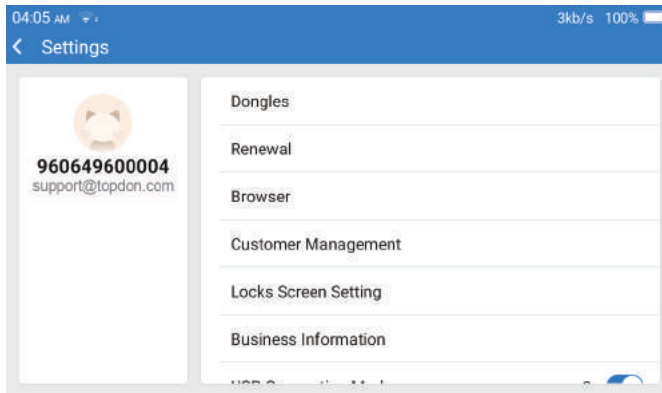 04:05 AM 3kb/s 100%
Settings
960649600004
support@topdon.com
Dongles
Renewal
Browser
Customer Management
Locks Screen Setting
Business Information